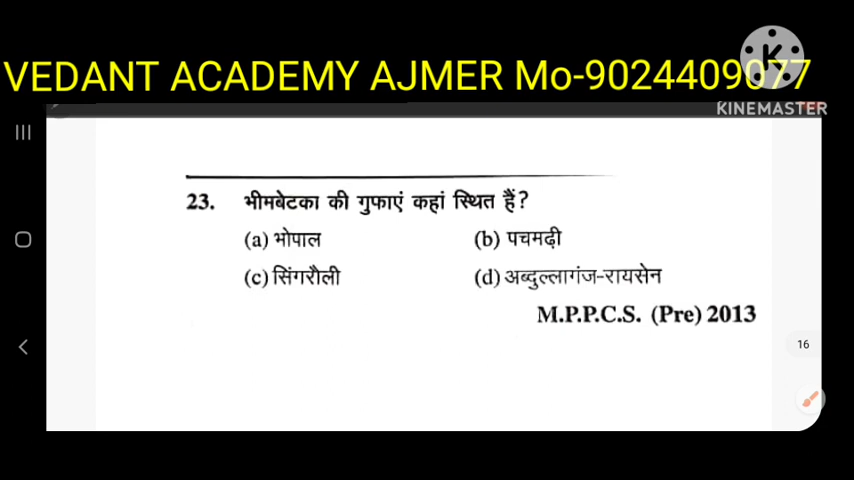 VEDANT ACADEMY AJMER Mo-9024409077
KINEMASTER
23. भीमबेटका की गुफाएं कहां स्थित हैं?
(a) भोपाल (b) पचमढ़ी
(c) सिंगरौली (d) अब्दुल्लागंज-रायसेन
M.P.P.C.S. (Pre) 2013
16